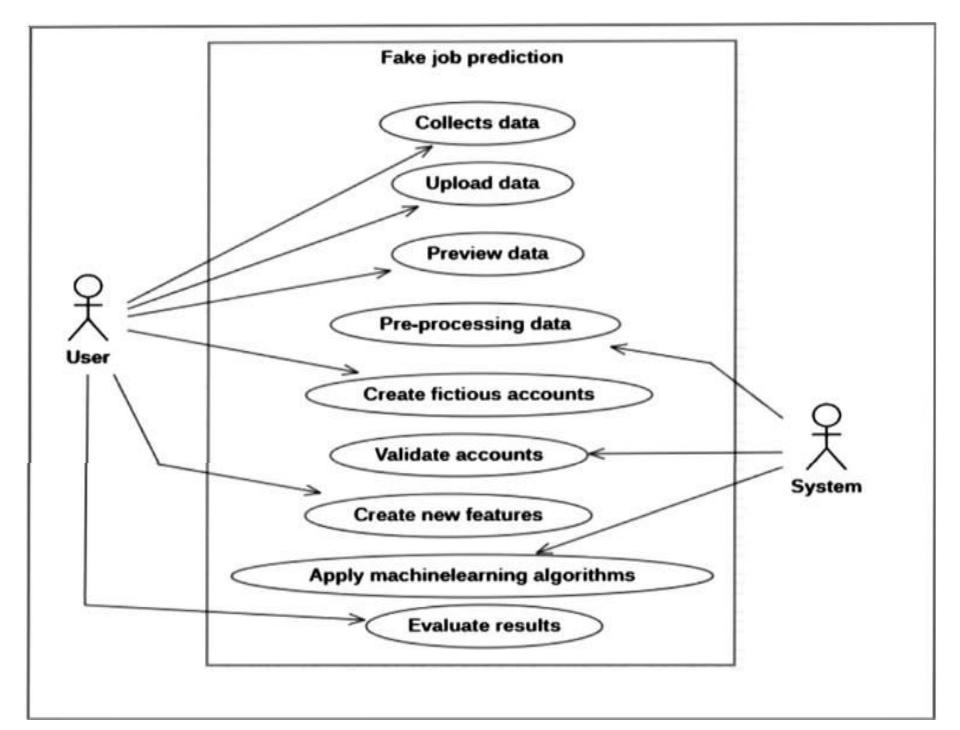 Fake job prediction
Collects data
Upload data
Preview data
Pre-processing data
User
Create fictious accounts
Validate accounts
System
Create new features
Apply machinelearning algorithms
Evaluate results